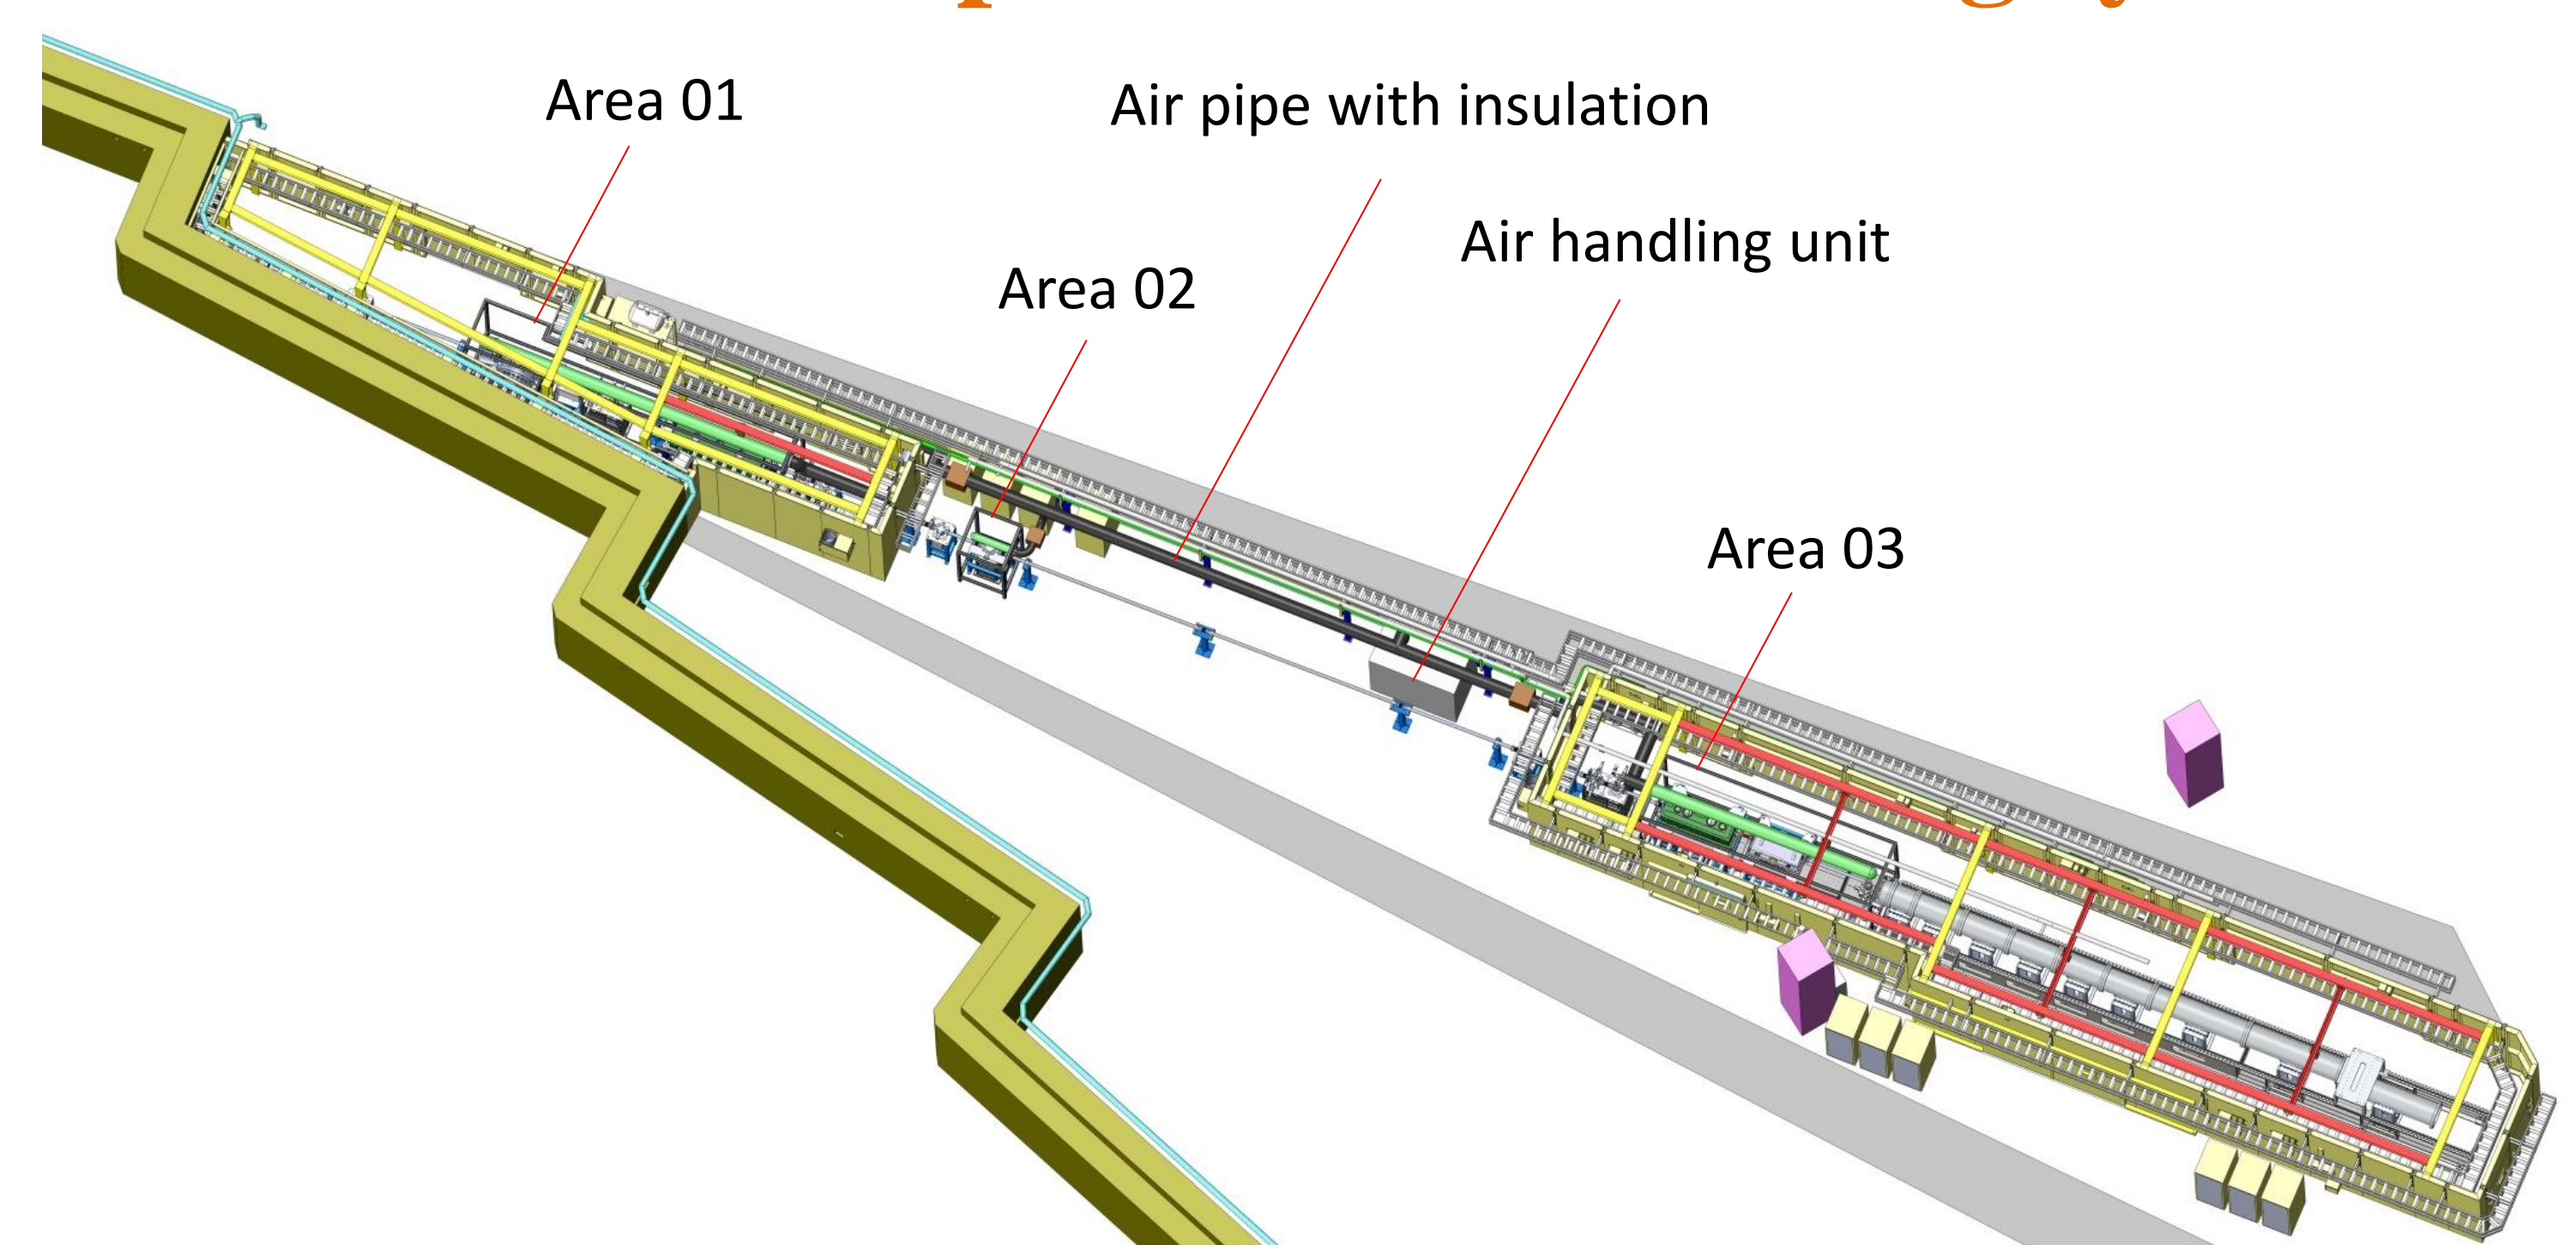 Area 01
Air pipe with insulation
Air handling unit
Area 02
Area 03